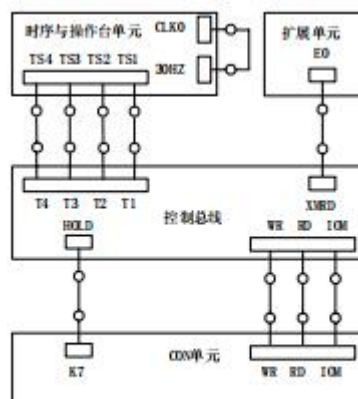 时序与操作台单元 CLK0
扩展单元
E0
TS4 TS3 TS2 TS1 30HZ
T4 T3 T2 T1 XMRD
控制总线
HOLD WR RD IOM
CON单元
K7 WR RD IOM